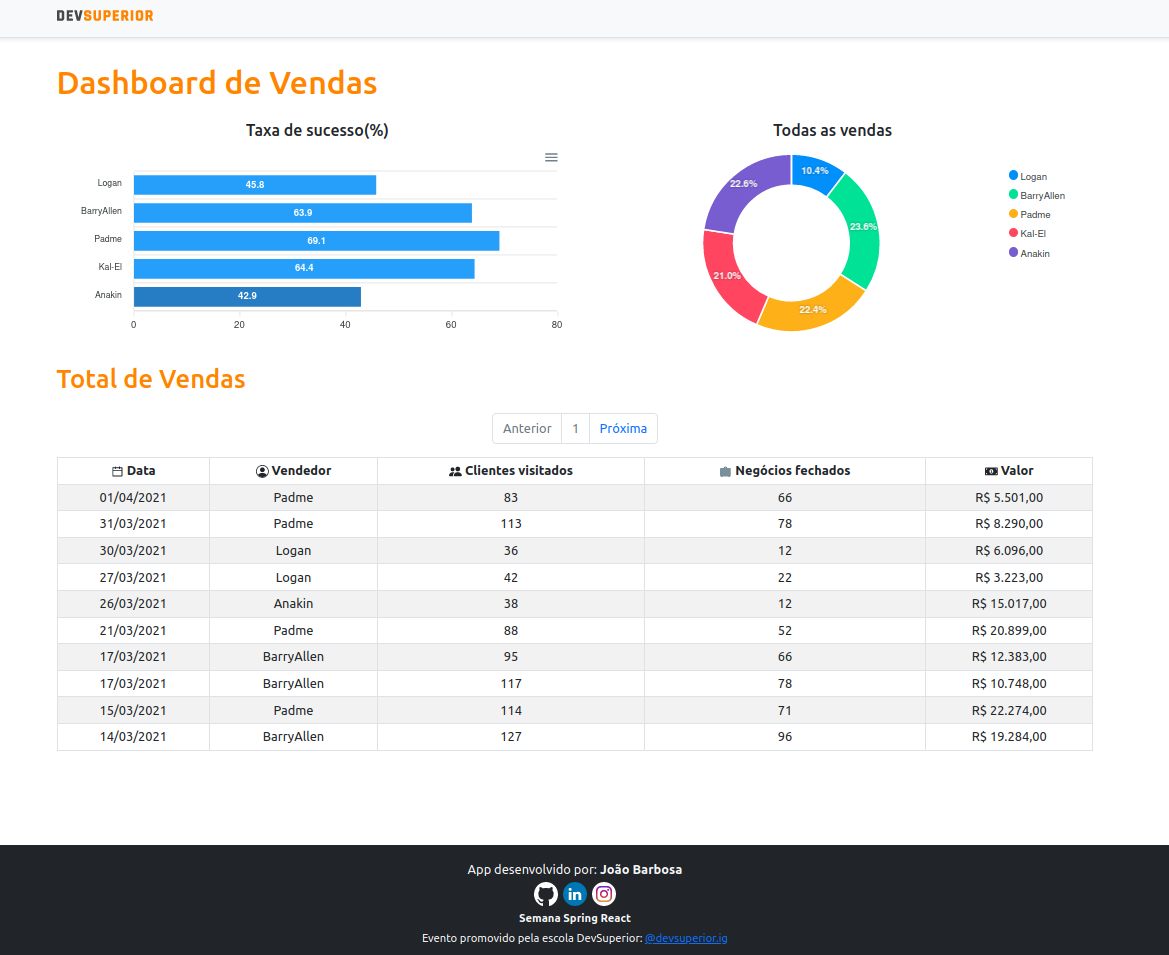 DEVSUPERIOR
Dashboard de Vendas
Taxa de sucesso(%)
Logan 45.8
BarryAllen 63.9
Padme 69.1
Kal-El 64.4
Anakin 42.9
0 20 40 60 80
Todas as vendas
10.4%
22.6%
23.6%
21.0%
22.4%
Logan
BarryAllen
Padme
Kal-El
Anakin
Total de Vendas
Anterior 1 Próxima
Data Vendedor Clientes visitados Negócios fechados Valor
01/04/2021 Padme 83 66 R$ 5.501,00
31/03/2021 Padme 113 78 R$ 8.290,00
30/03/2021 Logan 36 12 R$ 6.096,00
27/03/2021 Logan 42 22 R$ 3.223,00
26/03/2021 Anakin 38 12 R$ 15.017,00
21/03/2021 Padme 88 52 R$ 20.899,00
17/03/2021 BarryAllen 95 66 R$ 12.383,00
17/03/2021 BarryAllen 117 78 R$ 10.748,00
15/03/2021 Padme 114 71 R$ 22.274,00
14/03/2021 BarryAllen 127 96 R$ 19.284,00
App desenvolvido por: João Barbosa
in
Semana Spring React
Evento promovido pela escola DevSuperior: @devsuperior.ig